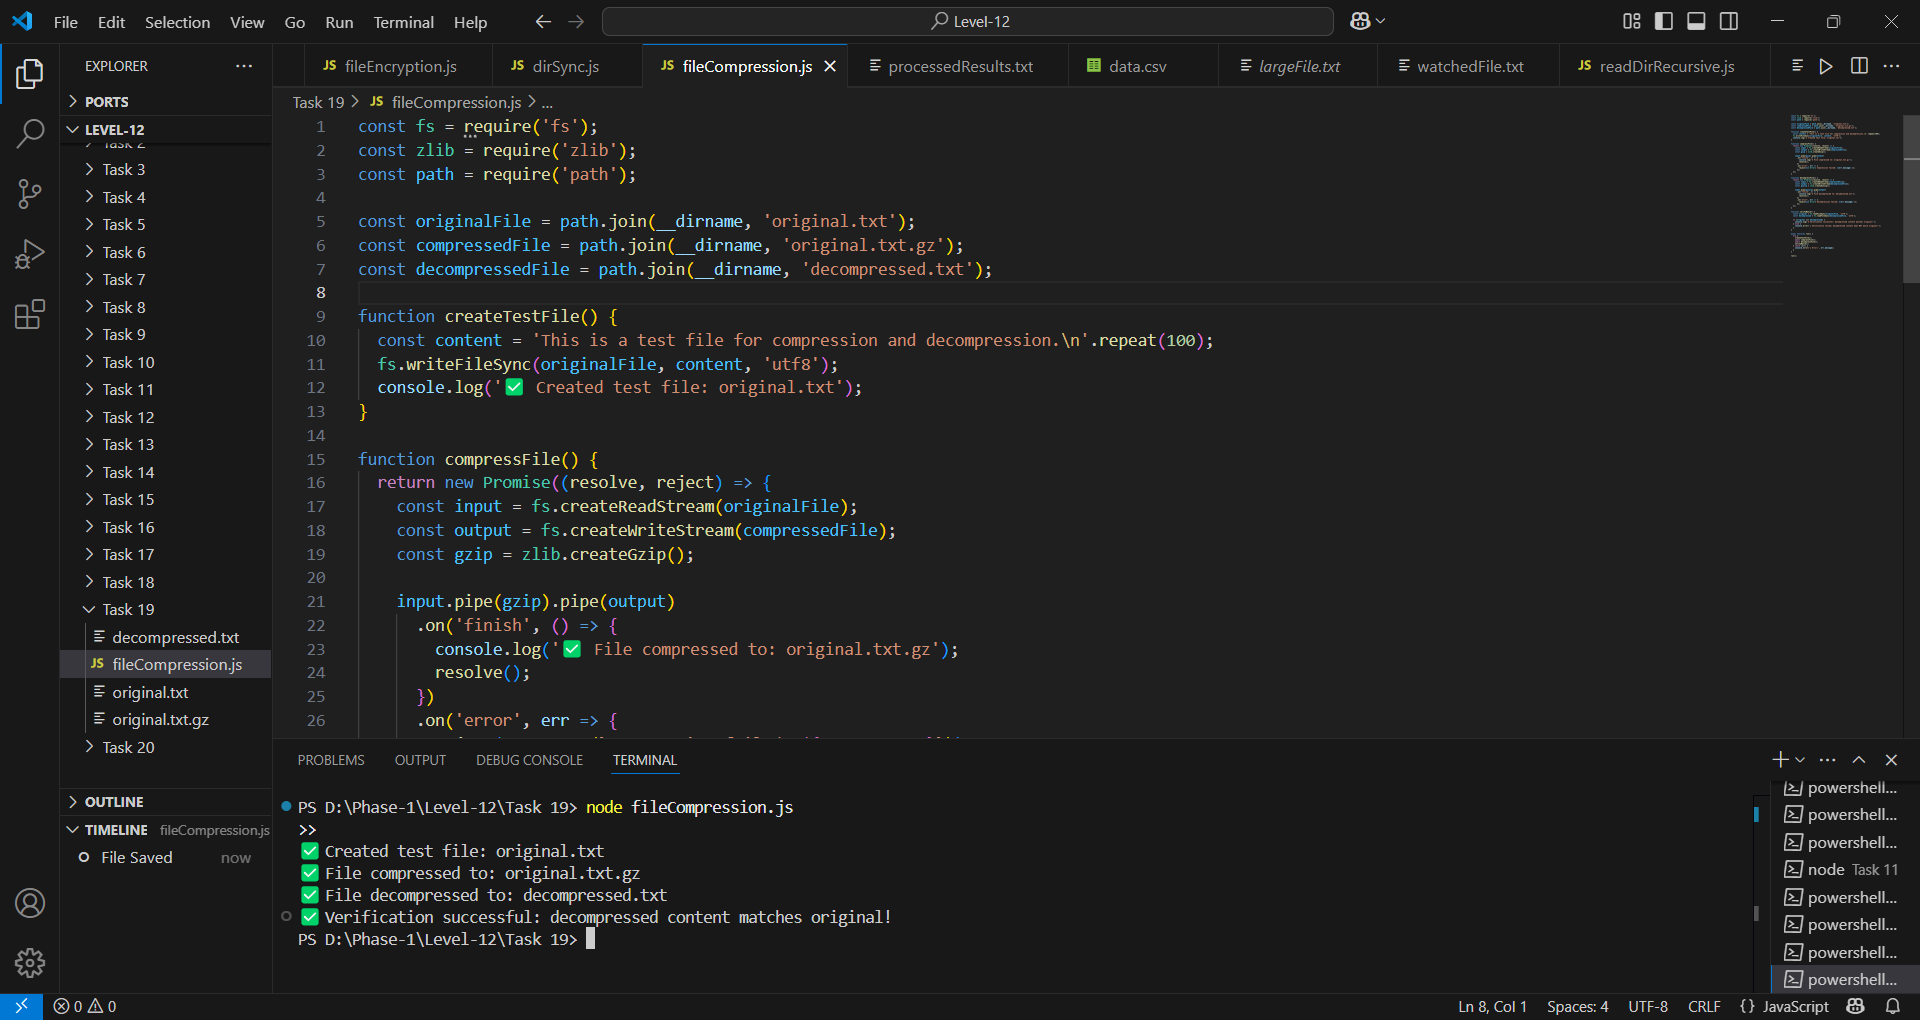 File Edit Selection View Go Run Terminal Help
Level-12
EXPLORER
PORTS
LEVEL-12
Task 2
Task 3
Task 4
Task 5
Task 6
Task 7
Task 8
Task 9
Task 10
Task 11
Task 12
Task 13
Task 14
Task 15
Task 16
Task 17
Task 18
Task 19
decompressed.txt
JS fileCompression.js
original.txt
original.txt.gz
Task 20
OUTLINE
TIMELINE fileCompression.js
File Saved now
JS fileEncryption.js JS dirSync.js JS fileCompression.js processedResults.txt data.csv largeFile.txt watchedFile.txt JS readDirRecursive.js
Task 19 > JS fileCompression.js > ...
1 const fs = require('fs');
2 const zlib = require('zlib');
3 const path = require('path');
4
5 const originalFile = path.join(__dirname, 'original.txt');
6 const compressedFile = path.join(__dirname, 'original.txt.gz');
7 const decompressedFile = path.join(__dirname, 'decompressed.txt');
8
9 function createTestFile() {
10 const content = 'This is a test file for compression and decompression.\n'.repeat(100);
11 fs.writeFileSync(originalFile, content, 'utf8');
12 console.log('✅ Created test file: original.txt');
13 }
14
15 function compressFile() {
16 return new Promise((resolve, reject) => {
17 const input = fs.createReadStream(originalFile);
18 const output = fs.createWriteStream(compressedFile);
19 const gzip = zlib.createGzip();
20
21 input.pipe(gzip).pipe(output)
22 .on('finish', () => {
23 console.log('✅ File compressed to: original.txt.gz');
24 resolve();
25 })
26 .on('error', err => {
PROBLEMS OUTPUT DEBUG CONSOLE TERMINAL
PS D:\Phase-1\Level-12\Task 19> node fileCompression.js
>>
✅ Created test file: original.txt
✅ File compressed to: original.txt.gz
✅ File decompressed to: decompressed.txt
✅ Verification successful: decompressed content matches original!
PS D:\Phase-1\Level-12\Task 19>
powershell...
powershell...
powershell...
node Task 11
powershell...
powershell...
powershell...
powershell...
0 0
Ln 8, Col 1 Spaces: 4 UTF-8 CRLF {} JavaScript